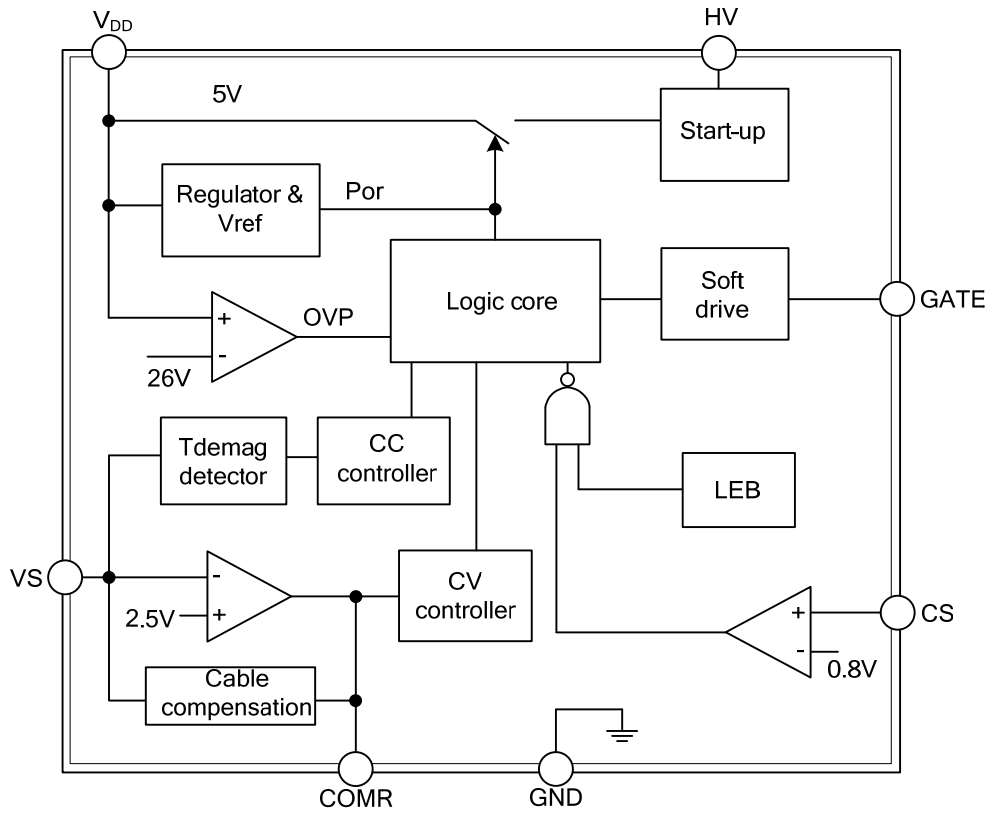 VDD
HV
5V
Start-up
Regulator &
Vref
Por
Logic core
Soft
drive
GATE
+
OVP
-
26V
Tdemag
detector
CC
controller
LEB
VS
-
2.5V
+
CV
controller
+
CS
-
0.8V
Cable
compensation
COMR
GND